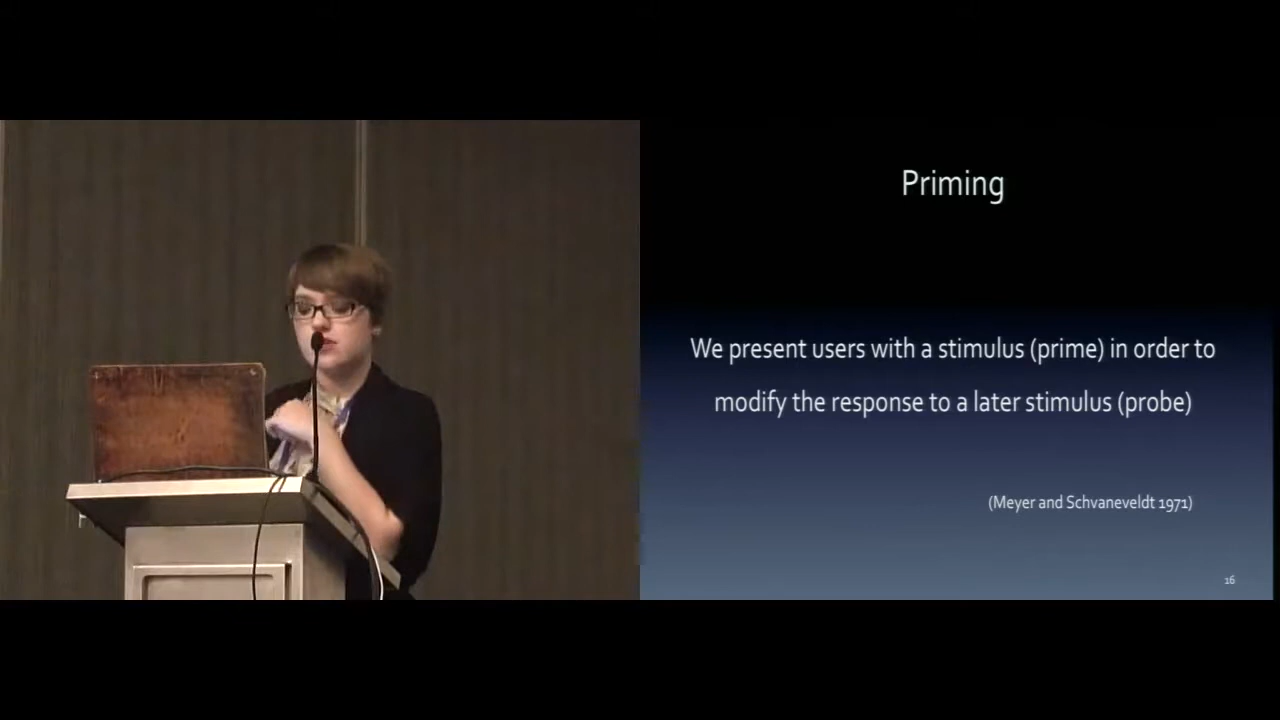 Priming
We present users with a stimulus (prime) in order to
modify the response to a later stimulus (probe)
(Meyer and Schvaneveldt 1971)
16